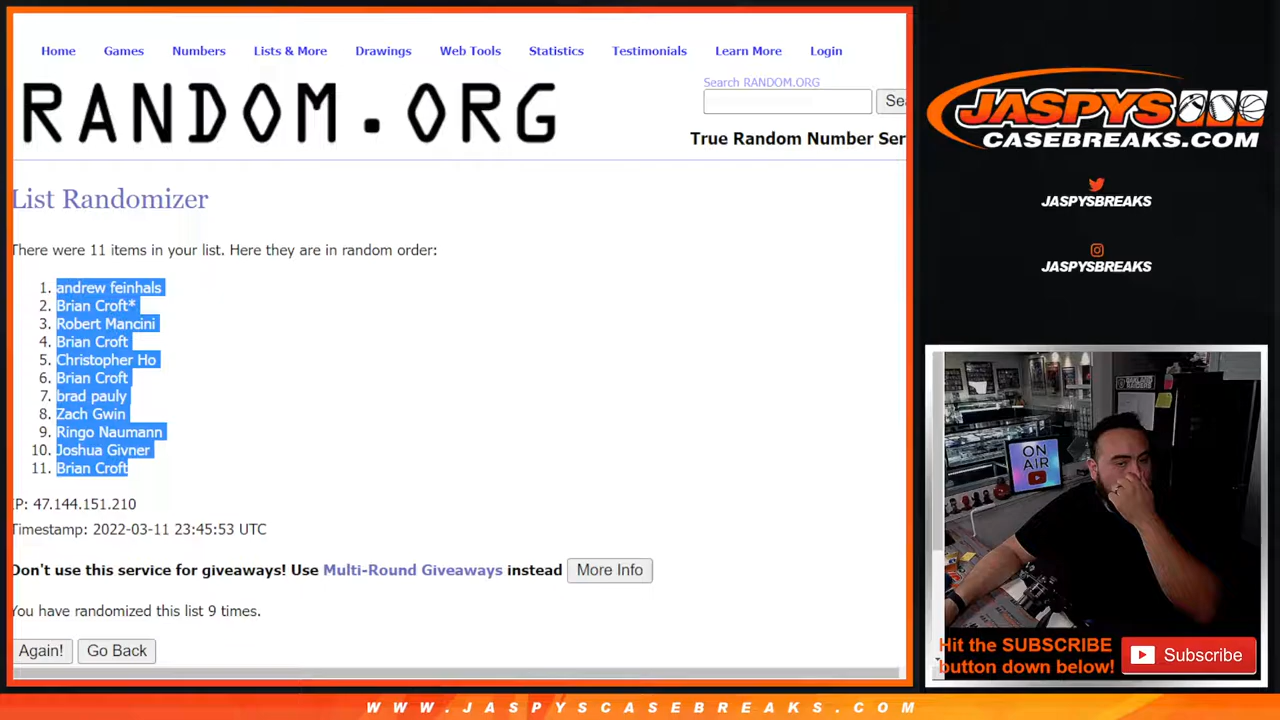 Home Games Numbers Lists & More Drawings Web Tools Statistics Testimonials Learn More Login
RANDOM.ORG
Search RANDOM.ORG
True Random Number Ser
List Randomizer
There were 11 items in your list. Here they are in random order:
1. andrew feinhals
2. Brian Croft*
3. Robert Mancini
4. Brian Croft
5. Christopher Ho
6. Brian Croft
7. brad pauly
8. Zach Gwin
9. Ringo Naumann
10. Joshua Givner
11. Brian Croft
IP: 47.144.151.210
Timestamp: 2022-03-11 23:45:53 UTC
Don't use this service for giveaways! Use Multi-Round Giveaways instead More Info
You have randomized this list 9 times.
Again! Go Back
JASPYS
CASEBREAKS.COM
JASPYSBREAKS
JASPYSBREAKS
ON
AIR
Hit the SUBSCRIBE
button down below!
Subscribe
WWW.JASPYSCASEBREAKS.COM